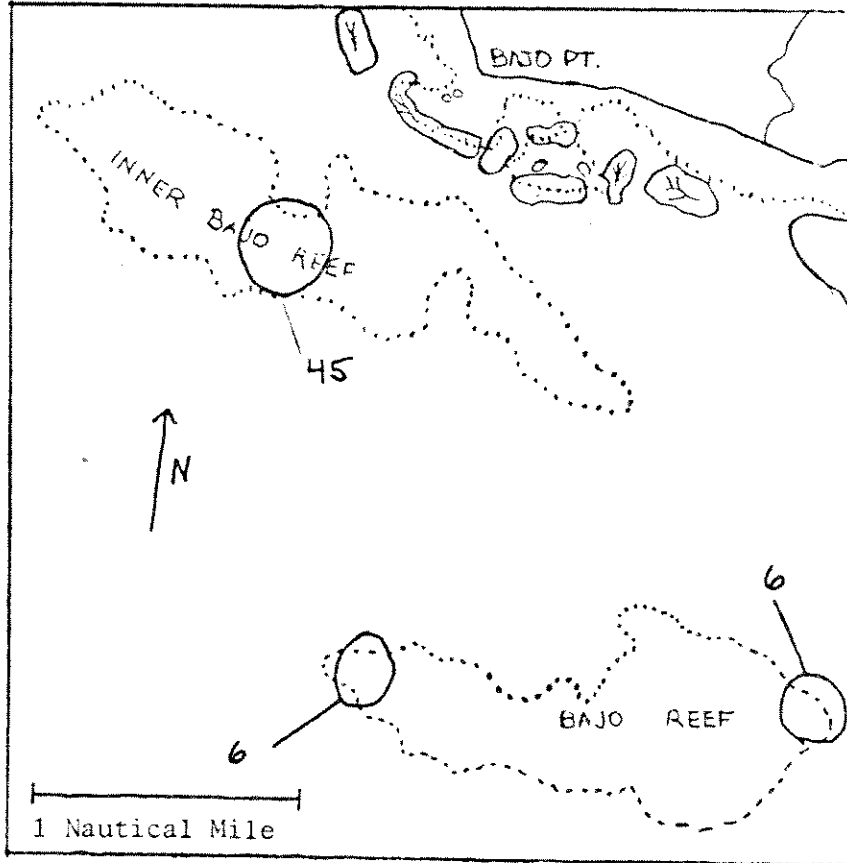 BAJO PT.
INNER BAJO REEF
45
N
6
BAJO REEF
6
1 Nautical Mile